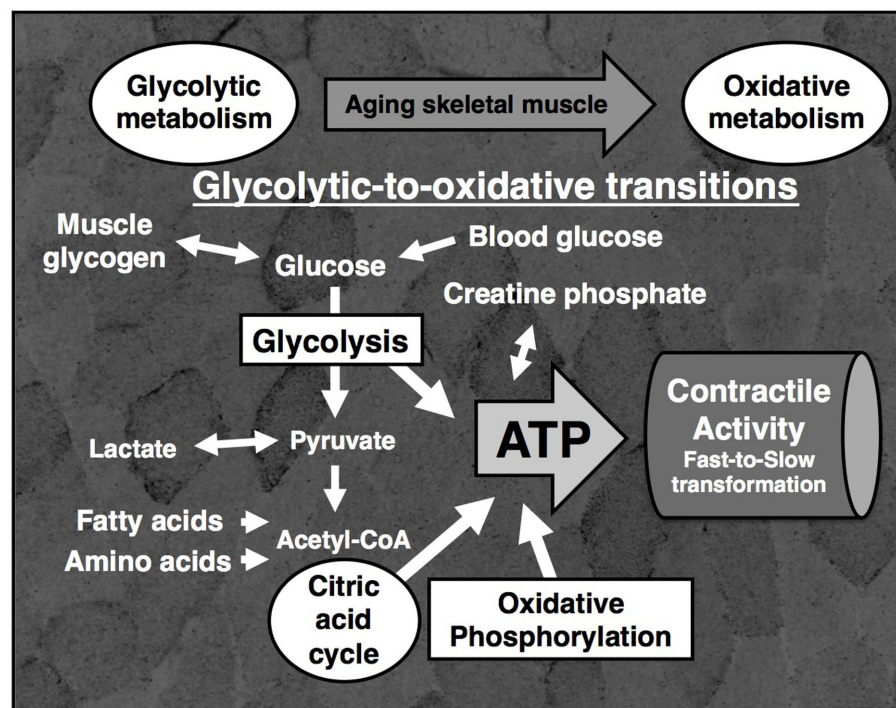 Glycolytic
metabolism
Aging skeletal muscle
Oxidative
metabolism
Glycolytic-to-oxidative transitions
Muscle
glycogen
Glucose
Blood glucose
Creatine phosphate
Glycolysis
ATP
Contractile
Activity
Fast-to-Slow
transformation
Lactate
Pyruvate
Fatty acids
Amino acids
Acetyl-CoA
Citric
acid
cycle
Oxidative
Phosphorylation